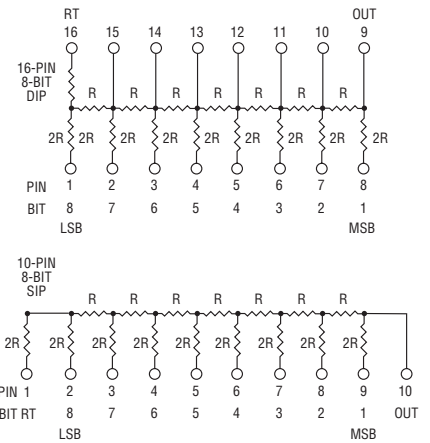 RT OUT
16 15 14 13 12 11 10 9
16-PIN
8-BIT
DIP
R R R R R R R
2R 2R 2R 2R 2R 2R 2R 2R
PIN 1 2 3 4 5 6 7 8
BIT 8 7 6 5 4 3 2 1
LSB MSB
10-PIN
8-BIT
SIP
R R R R R R R
2R 2R 2R 2R 2R 2R 2R 2R 2R
PIN 1 2 3 4 5 6 7 8 9 10
BIT RT 8 7 6 5 4 3 2 1 OUT
LSB MSB